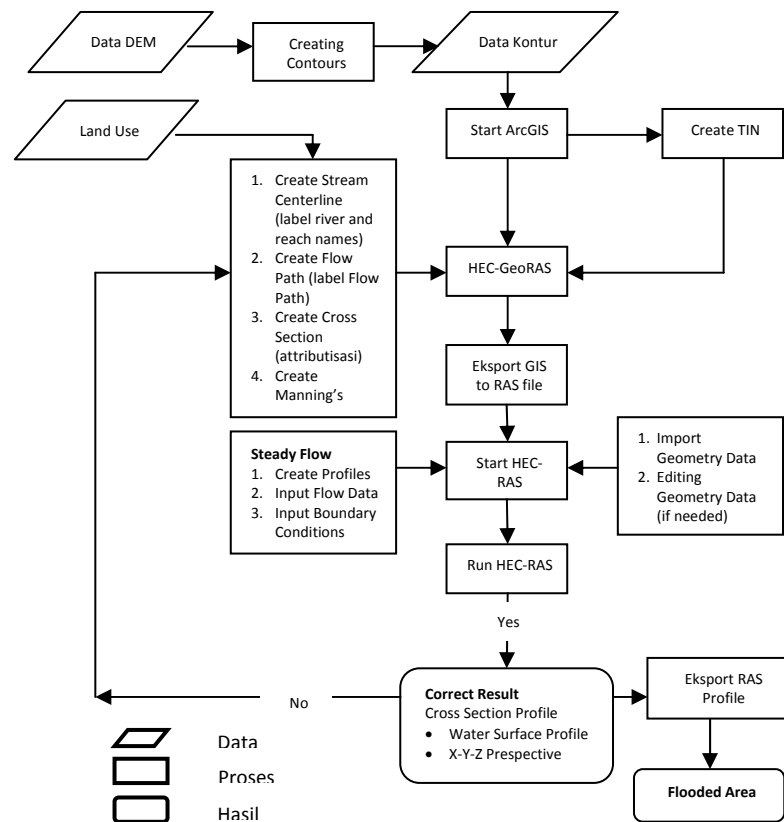 Data DEM
Creating
Contours
Data Kontur
Land Use
Start ArcGIS
Create TIN
1. Create Stream
Centerline
(label river and
reach names)
2. Create Flow
Path (label Flow
Path)
3. Create Cross
Section
(attributisasi)
4. Create
Manning's
HEC-GeoRAS
Eksport GIS
to RAS file
Steady Flow
1. Create Profiles
2. Input Flow Data
3. Input Boundary
Conditions
Start HEC-
RAS
1. Import
Geometry Data
2. Editing
Geometry Data
(if needed)
Run HEC-RAS
Yes
No
Correct Result
Cross Section Profile
• Water Surface Profile
• X-Y-Z Prespective
Eksport RAS
Profile
Flooded Area
Data
Proses
Hasil